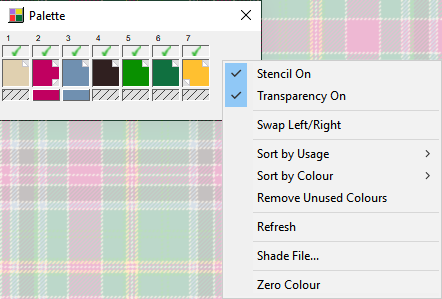 Palette
1 2 3 4 5 6 7
Stencil On
Transparency On
Swap Left/Right
Sort by Usage
Sort by Colour
Remove Unused Colours
Refresh
Shade File...
Zero Colour